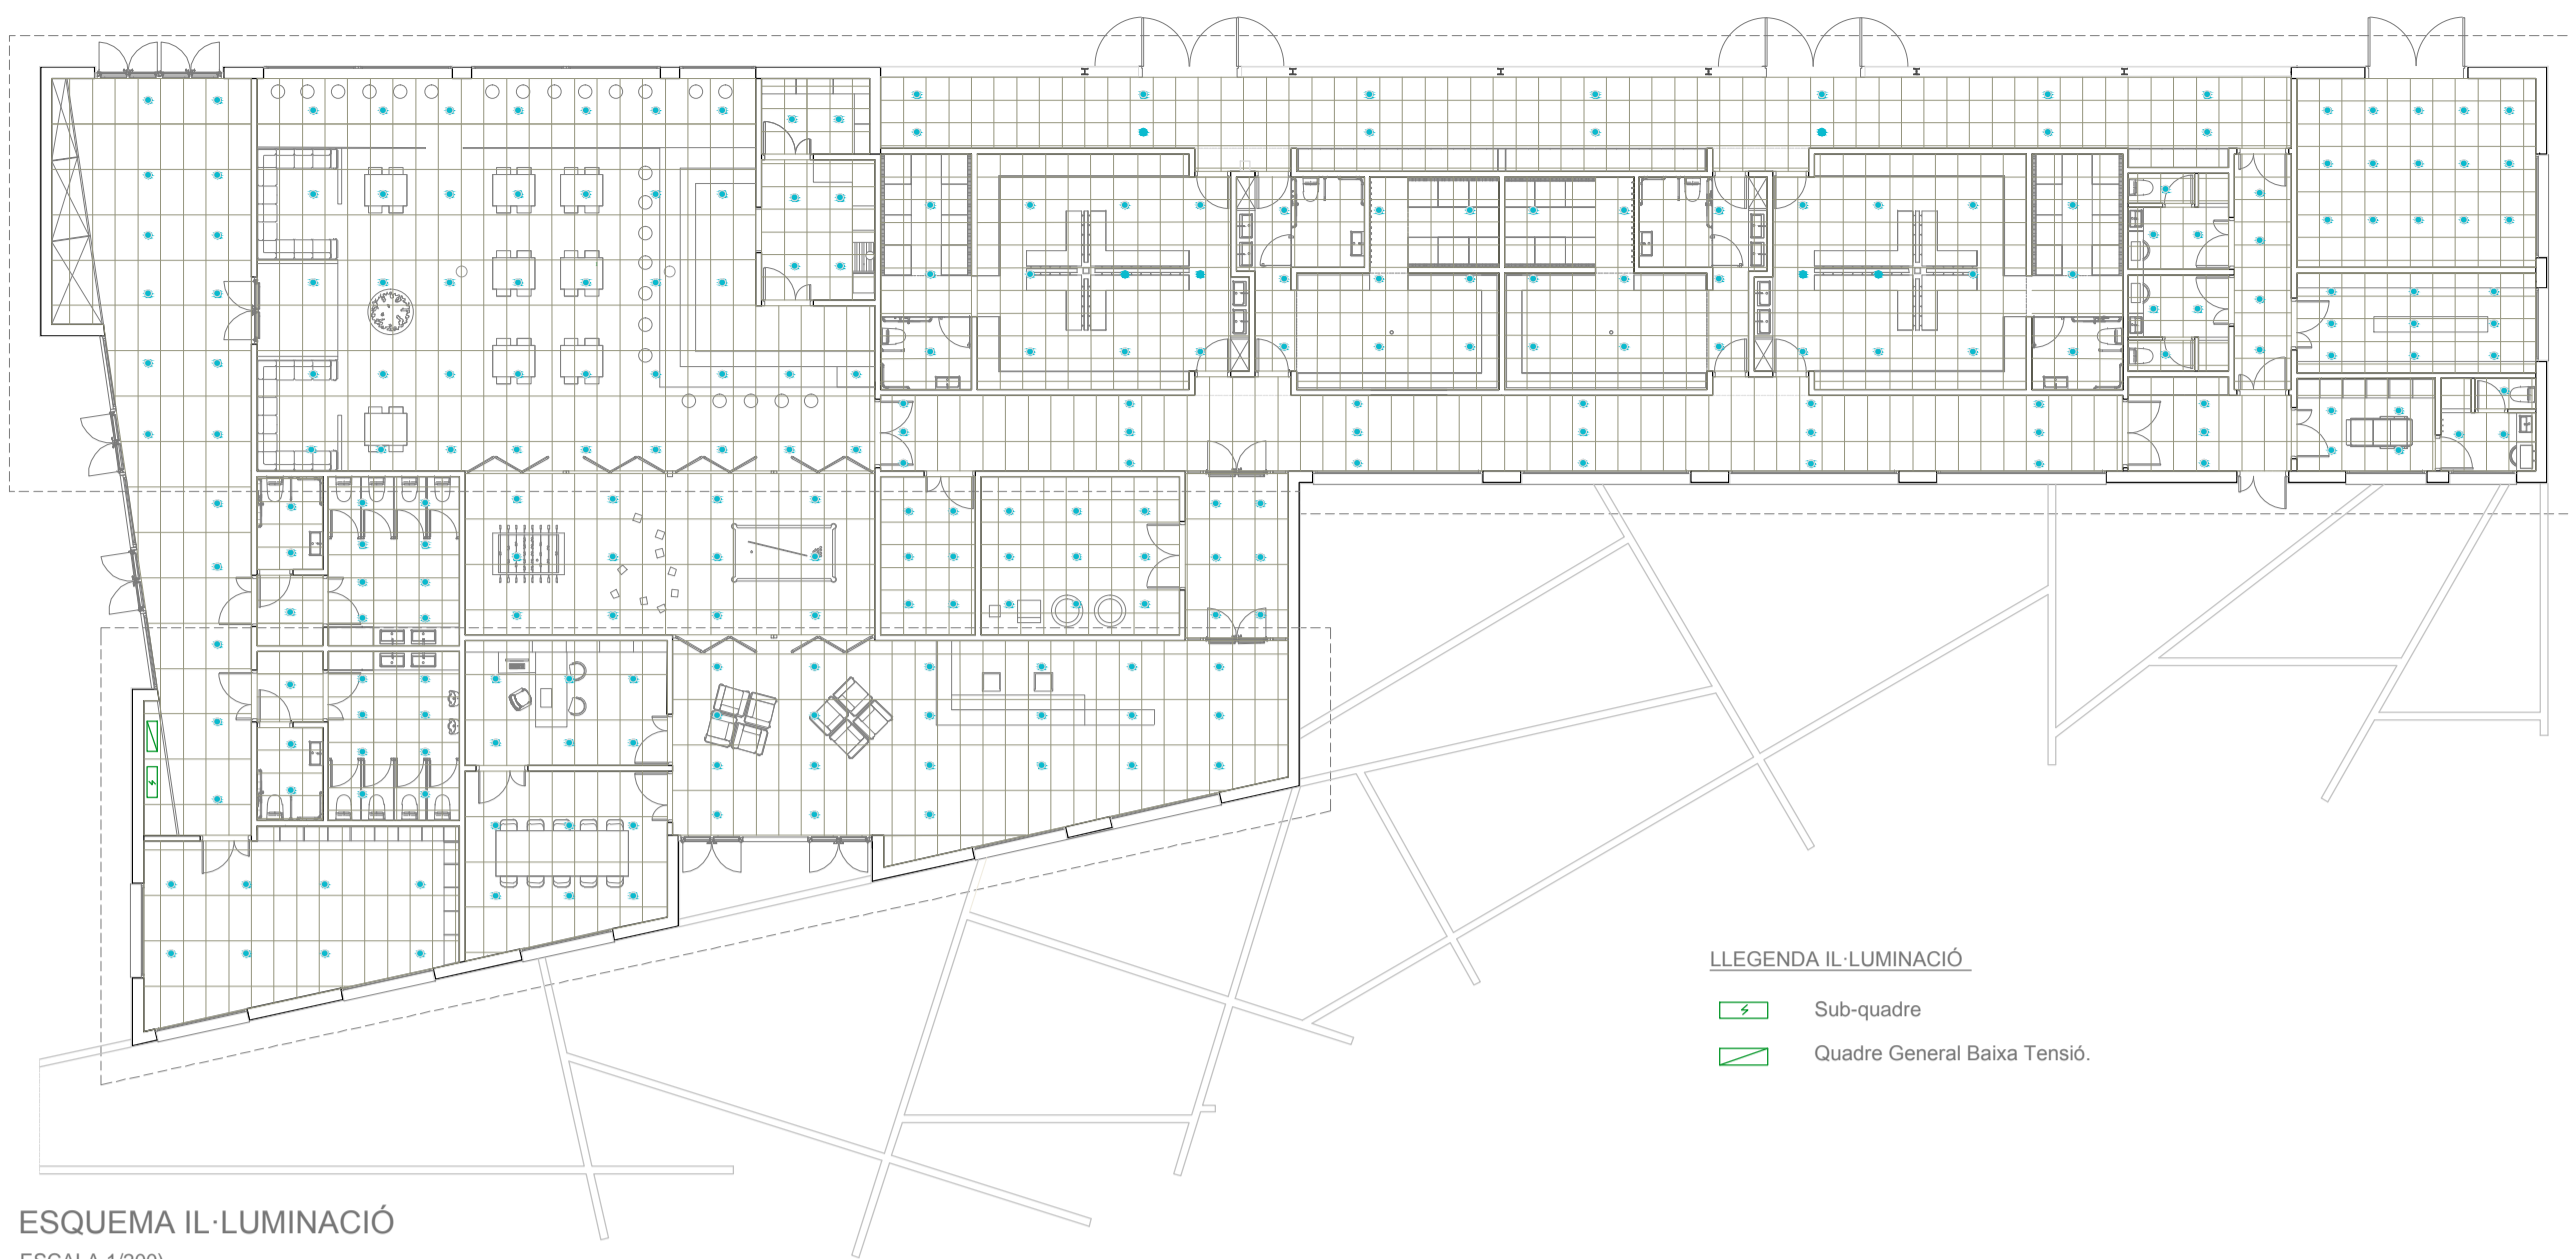 LLEGENDA IL·LUMINACIÓ
Sub-quadre
Quadre General Baixa Tensió.
ESQUEMA IL·LUMINACIÓ